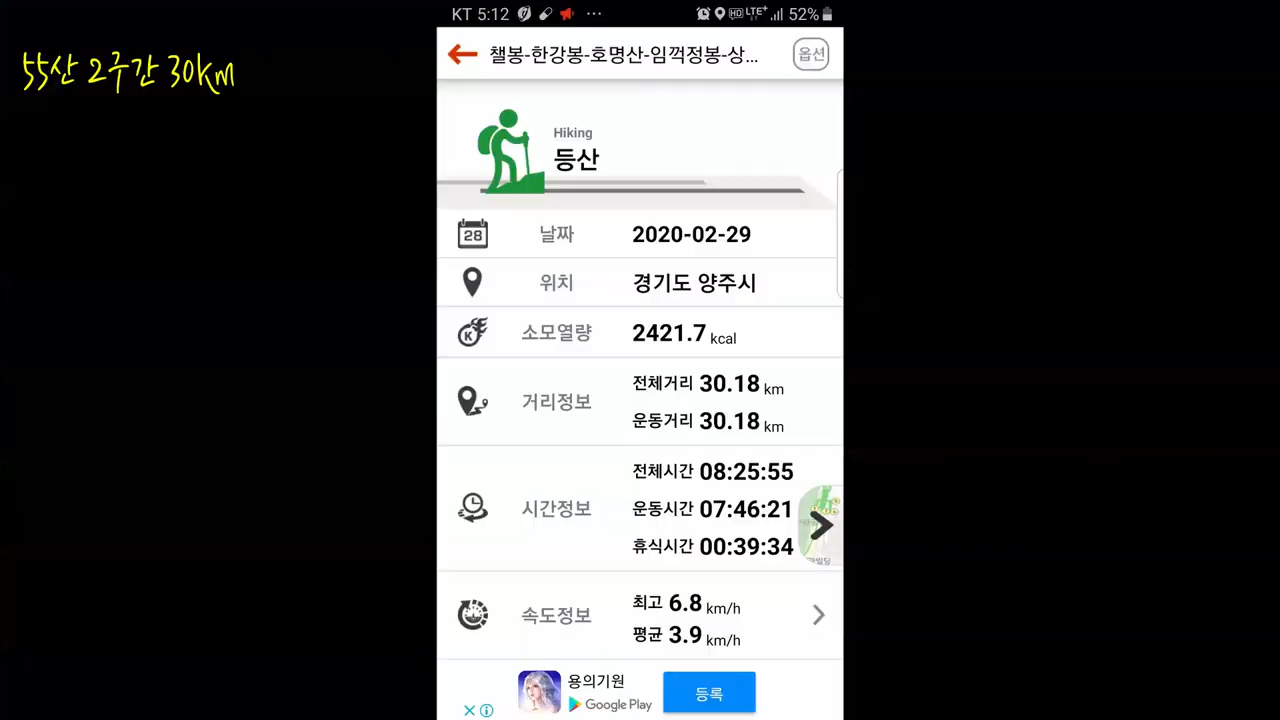 KT 5:12
LTE+
52%
55산 2구간 30km
챌봉-한강봉-호명산-임꺽정봉-상...
옵션
Hiking
등산
28
날짜
2020-02-29
위치
경기도 양주시
K
소모열량
2421.7 kcal
거리정보
전체거리 30.18 km
운동거리 30.18 km
시간정보
전체시간 08:25:55
운동시간 07:46:21
휴식시간 00:39:34
속도정보
최고 6.8 km/h
평균 3.9 km/h
용의기원
Google Play
등록